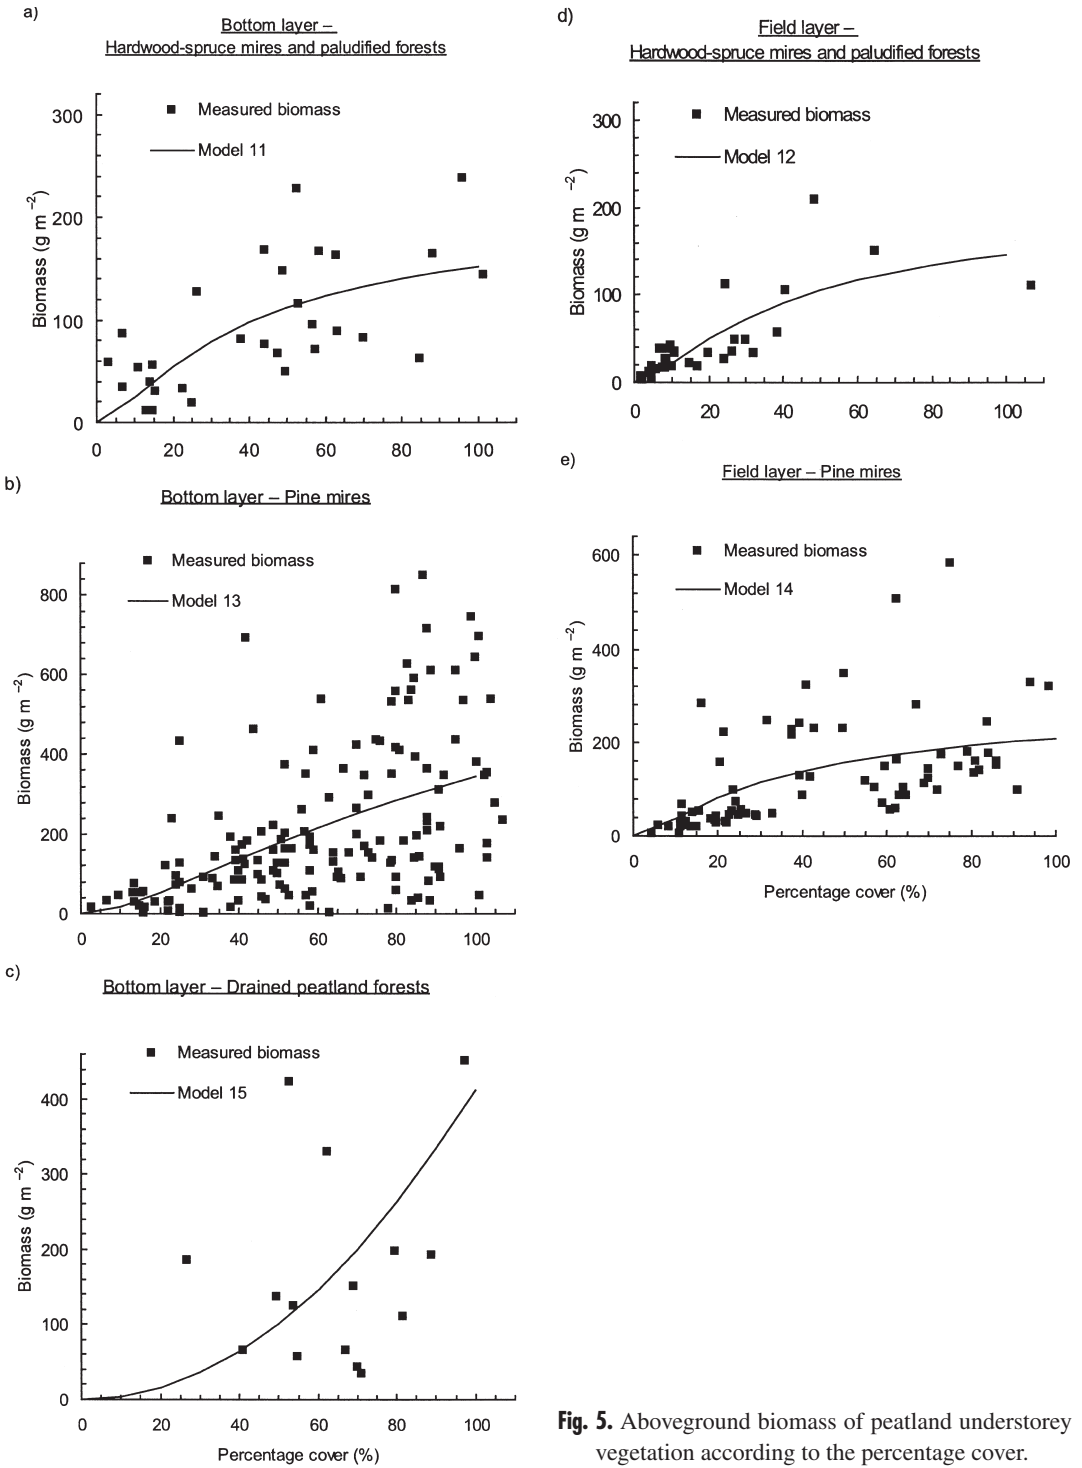 a)
Bottom layer –
Hardwood-spruce mires and paludified forests
Measured biomass
Model 11
Biomass (g m⁻²)
300
200
100
0
0 20 40 60 80 100
b)
Bottom layer – Pine mires
Measured biomass
Model 13
Biomass (g m⁻²)
800
600
400
200
0
0 20 40 60 80 100
c)
Bottom layer – Drained peatland forests
Measured biomass
Model 15
Biomass (g m⁻²)
400
300
200
100
0
0 20 40 60 80 100
Percentage cover (%)
d)
Field layer –
Hardwood-spruce mires and paludified forests
Measured biomass
Model 12
Biomass (g m⁻²)
300
200
100
0
0 20 40 60 80 100
e)
Field layer – Pine mires
Measured biomass
Model 14
Biomass (g m⁻²)
600
400
200
0
0 20 40 60 80 100
Percentage cover (%)
Fig. 5. Aboveground biomass of peatland understorey
vegetation according to the percentage cover.